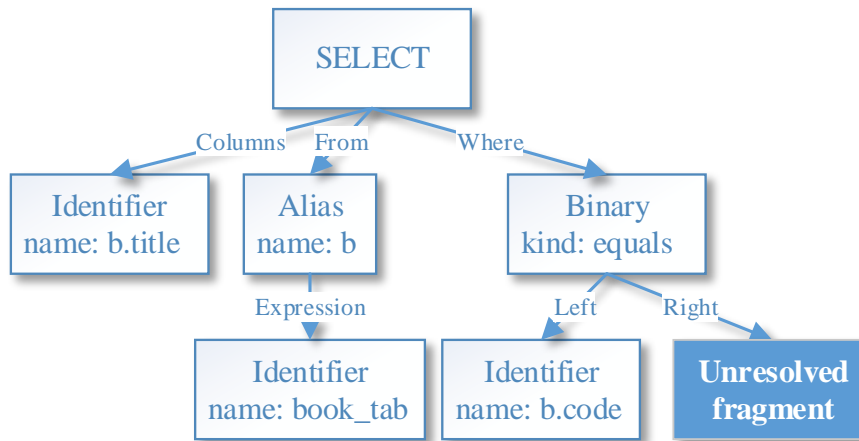 SELECT
Columns
From
Where
Identifier
name: b.title
Alias
name: b
Binary
kind: equals
Expression
Left
Right
Identifier
name: book_tab
Identifier
name: b.code
Unresolved
fragment